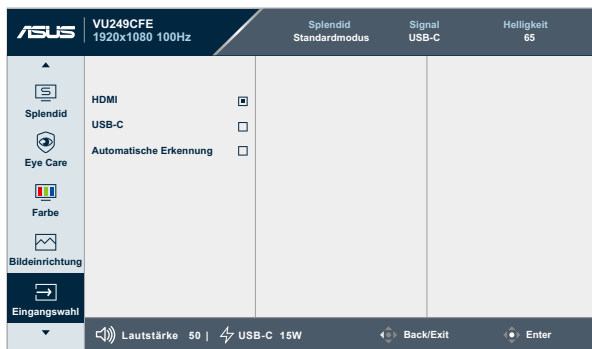 ASUS
VU249CFE
1920x1080 100Hz
Splendid
Standardmodus
Signal
USB-C
Helligkeit
65
Splendid
Eye Care
Farbe
Bildeinrichtung
Eingangswahl
HDMI
USB-C
Automatische Erkennung
Lautstärke 50 | USB-C 15W
Back/Exit
Enter